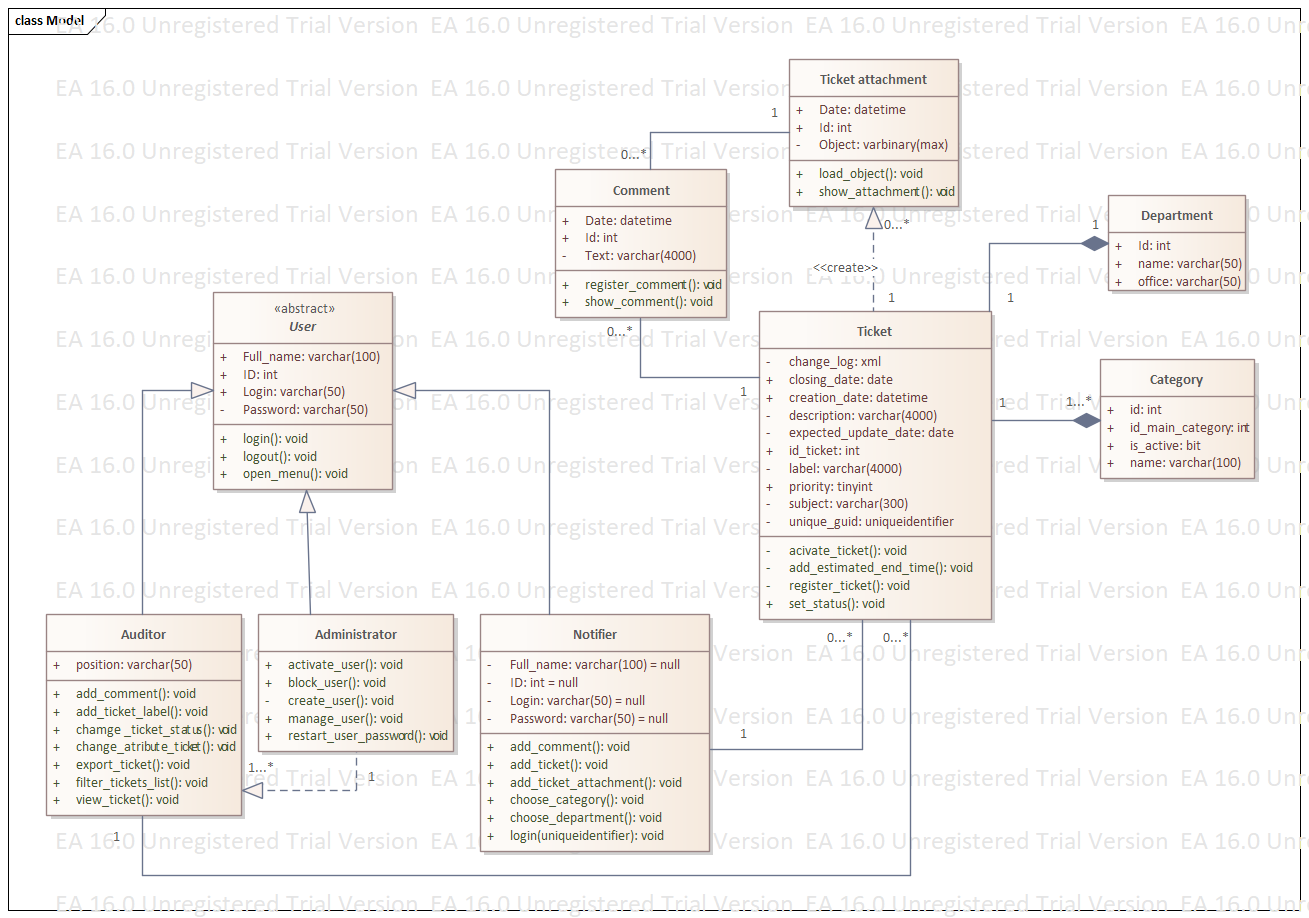 class Model
EA 16.0 Unregistered Trial Version
Ticket attachment
+ Date: datetime
+ Id: int
- Object: varbinary(max)
+ load_object(): void
+ show_attachment(): void
1
0...*
Comment
+ Date: datetime
+ Id: int
- Text: varchar(4000)
+ register_comment(): void
+ show_comment(): void
0...*
1
0...*
<<create>>
1
Department
+ Id: int
+ name: varchar(50)
+ office: varchar(50)
1
1
«abstract»
User
+ Full_name: varchar(100)
+ ID: int
+ Login: varchar(50)
- Password: varchar(50)
+ login(): void
+ logout(): void
+ open_menu(): void
Ticket
- change_log: xml
+ closing_date: date
+ creation_date: datetime
- description: varchar(4000)
- expected_update_date: date
+ id_ticket: int
- label: varchar(4000)
+ priority: tinyint
- subject: varchar(300)
- unique_guid: uniqueidentifier
- acivate_ticket(): void
- add_estimated_end_time(): void
- register_ticket(): void
+ set_status(): void
Category
+ id: int
+ id_main_category: int
+ is_active: bit
+ name: varchar(100)
1
1...*
Auditor
+ position: varchar(50)
+ add_comment(): void
+ add_ticket_label(): void
+ chamge _ticket_status(): void
+ change_atribute_ticket(): void
+ export_ticket(): void
+ filter_tickets_list(): void
+ view_ticket(): void
Administrator
+ activate_user(): void
+ block_user(): void
- create_user(): void
+ manage_user(): void
+ restart_user_password(): void
1...*
1
Notifier
- Full_name: varchar(100) = null
- ID: int = null
- Login: varchar(50) = null
- Password: varchar(50) = null
+ add_comment(): void
+ add_ticket(): void
+ add_ticket_attachment(): void
+ choose_category(): void
+ choose_department(): void
+ login(uniqueidentifier): void
0...*
0...*
1
1